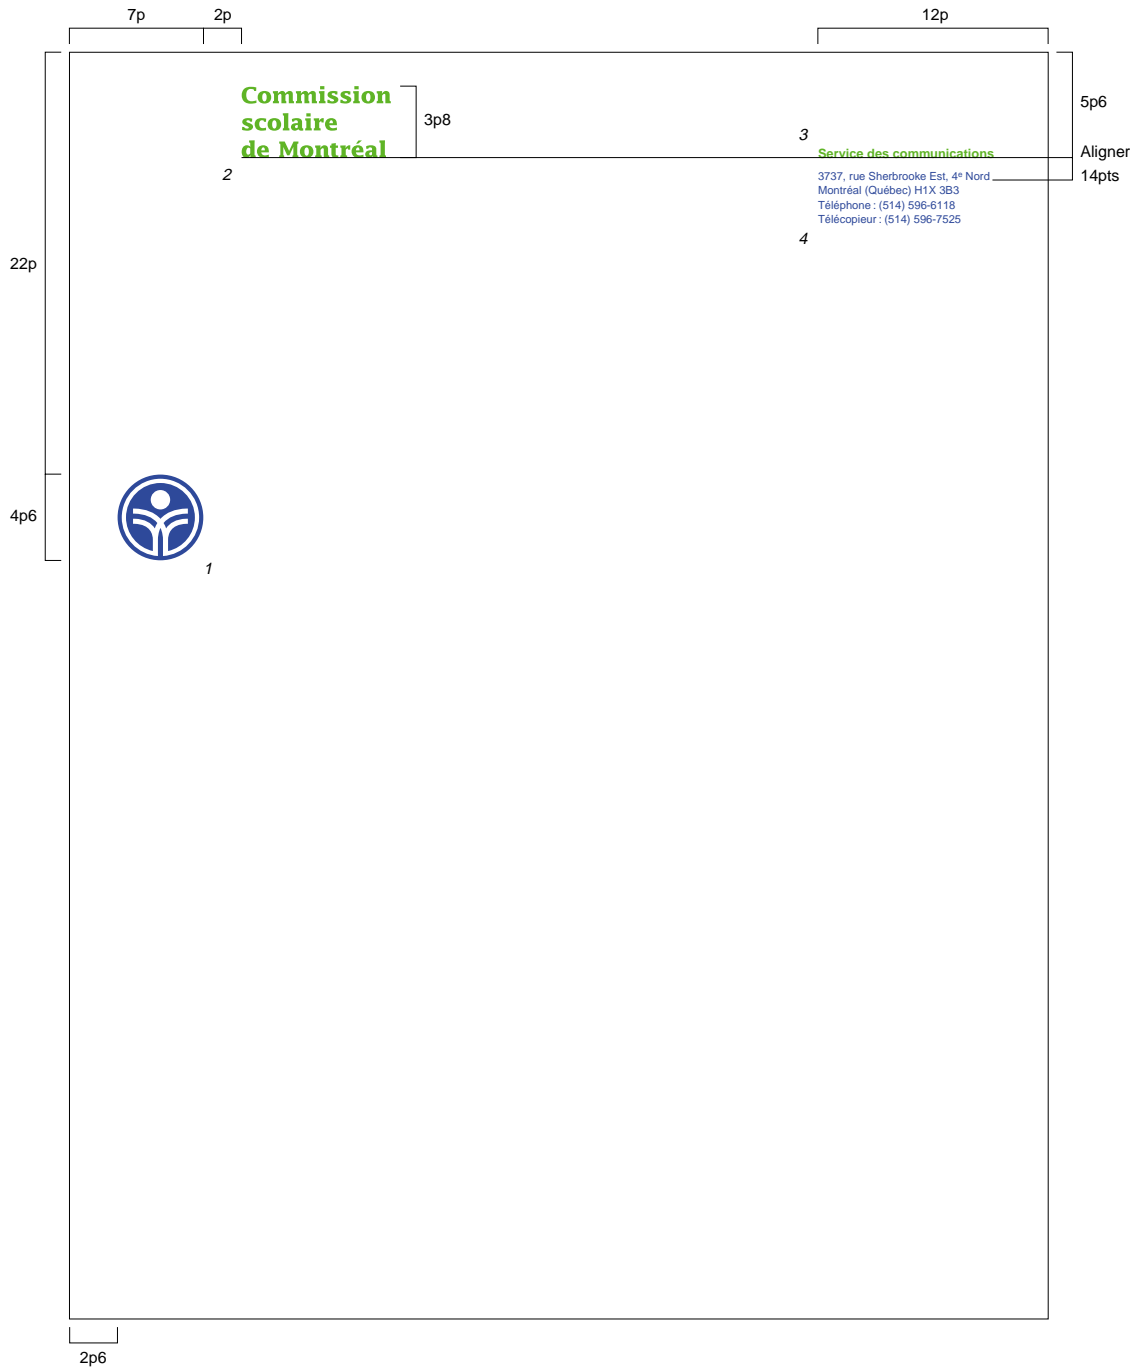 7p 2p 12p
Commission
scolaire
de Montréal
3p8
5p6
3
Service des communications
Aligner
2
3737, rue Sherbrooke Est, 4e Nord
14pts
Montréal (Québec) H1X 3B3
Téléphone : (514) 596-6118
Télécopieur : (514) 596-7525
4
22p
4p6
1
2p6